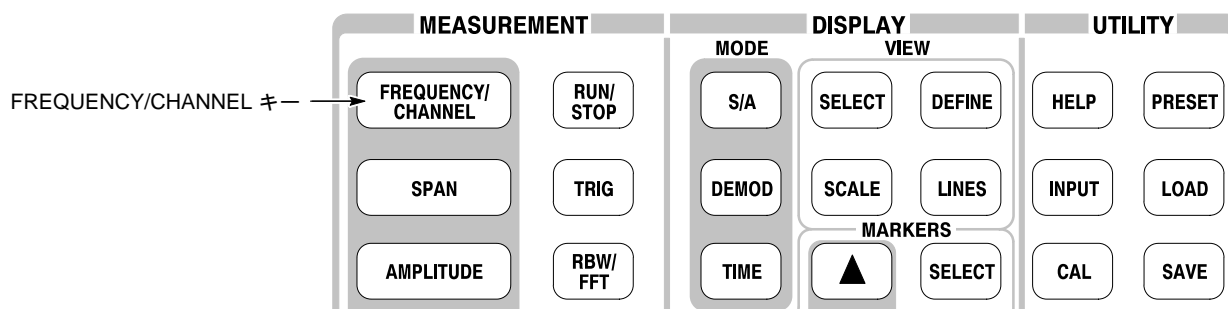 MEASUREMENT
DISPLAY
UTILITY
MODE
VIEW
FREQUENCY/CHANNEL キー
FREQUENCY/
CHANNEL
RUN/
STOP
S/A
SELECT
DEFINE
HELP
PRESET
SPAN
TRIG
DEMOD
SCALE
LINES
INPUT
LOAD
MARKERS
AMPLITUDE
RBW/
FFT
TIME
SELECT
CAL
SAVE